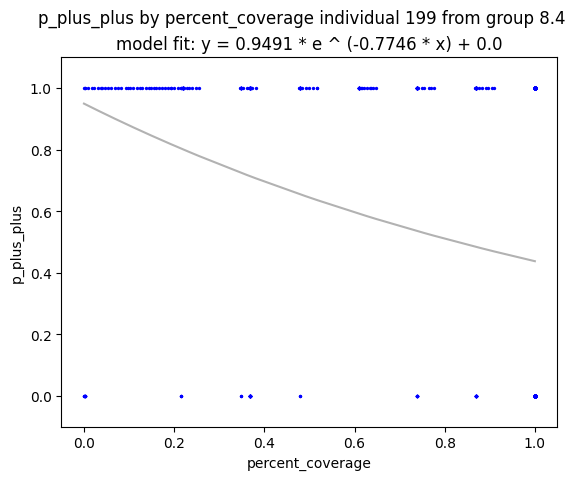 p_plus_plus by percent_coverage individual 199 from group 8.4
model fit: y = 0.9491 * e ^ (-0.7746 * x) + 0.0
1.0
0.8
0.6
0.4
0.2
0.0
p_plus_plus
0.0 0.2 0.4 0.6 0.8 1.0
percent_coverage